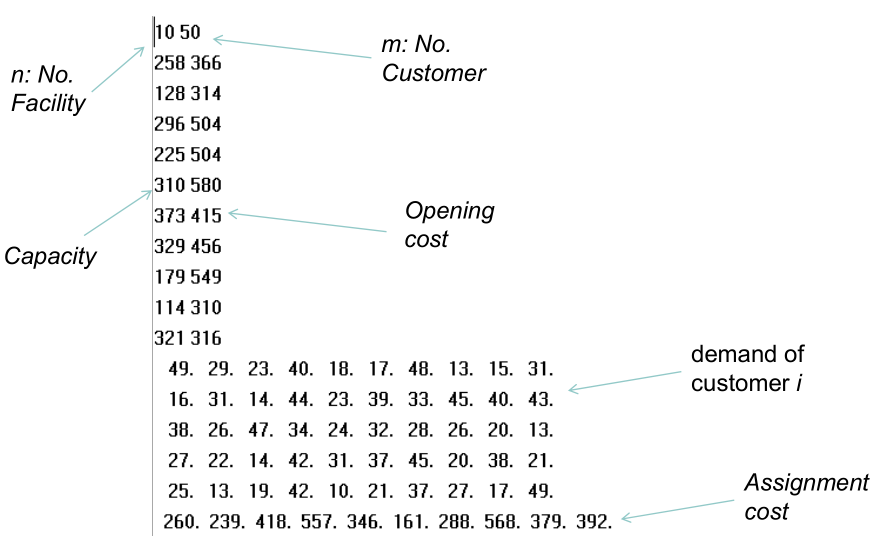 10 50
258 366
128 314
296 504
225 504
310 580
373 415
329 456
179 549
114 310
321 316
49. 29. 23. 40. 18. 17. 48. 13. 15. 31.
16. 31. 14. 44. 23. 39. 33. 45. 40. 43.
38. 26. 47. 34. 24. 32. 28. 26. 20. 13.
27. 22. 14. 42. 31. 37. 45. 20. 38. 21.
25. 13. 19. 42. 10. 21. 37. 27. 17. 49.
260. 239. 418. 557. 346. 161. 288. 568. 379. 392.
n: No.
Facility
m: No.
Customer
Capacity
Opening
cost
demand of
customer i
Assignment
cost